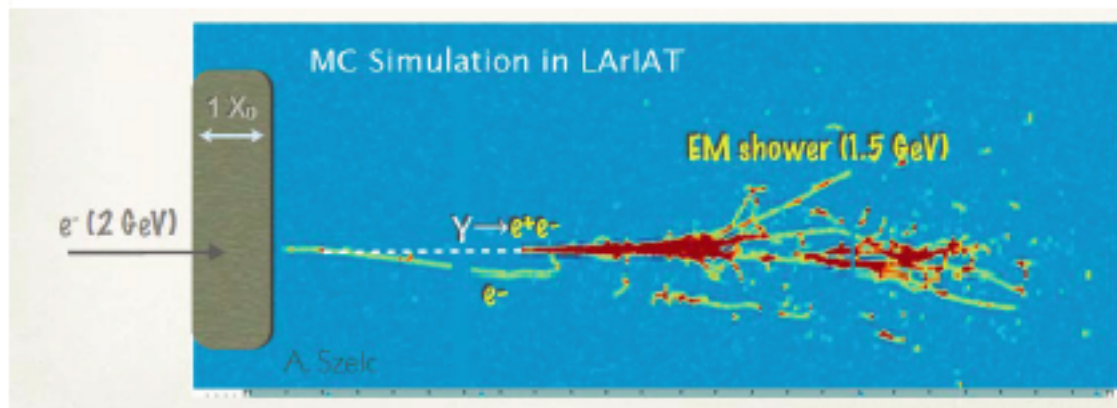 MC Simulation in LArIAT
1 X₀
EM shower (1.5 GeV)
e⁻ (2 GeV)
γ→e+e-
e-
A. Szelc